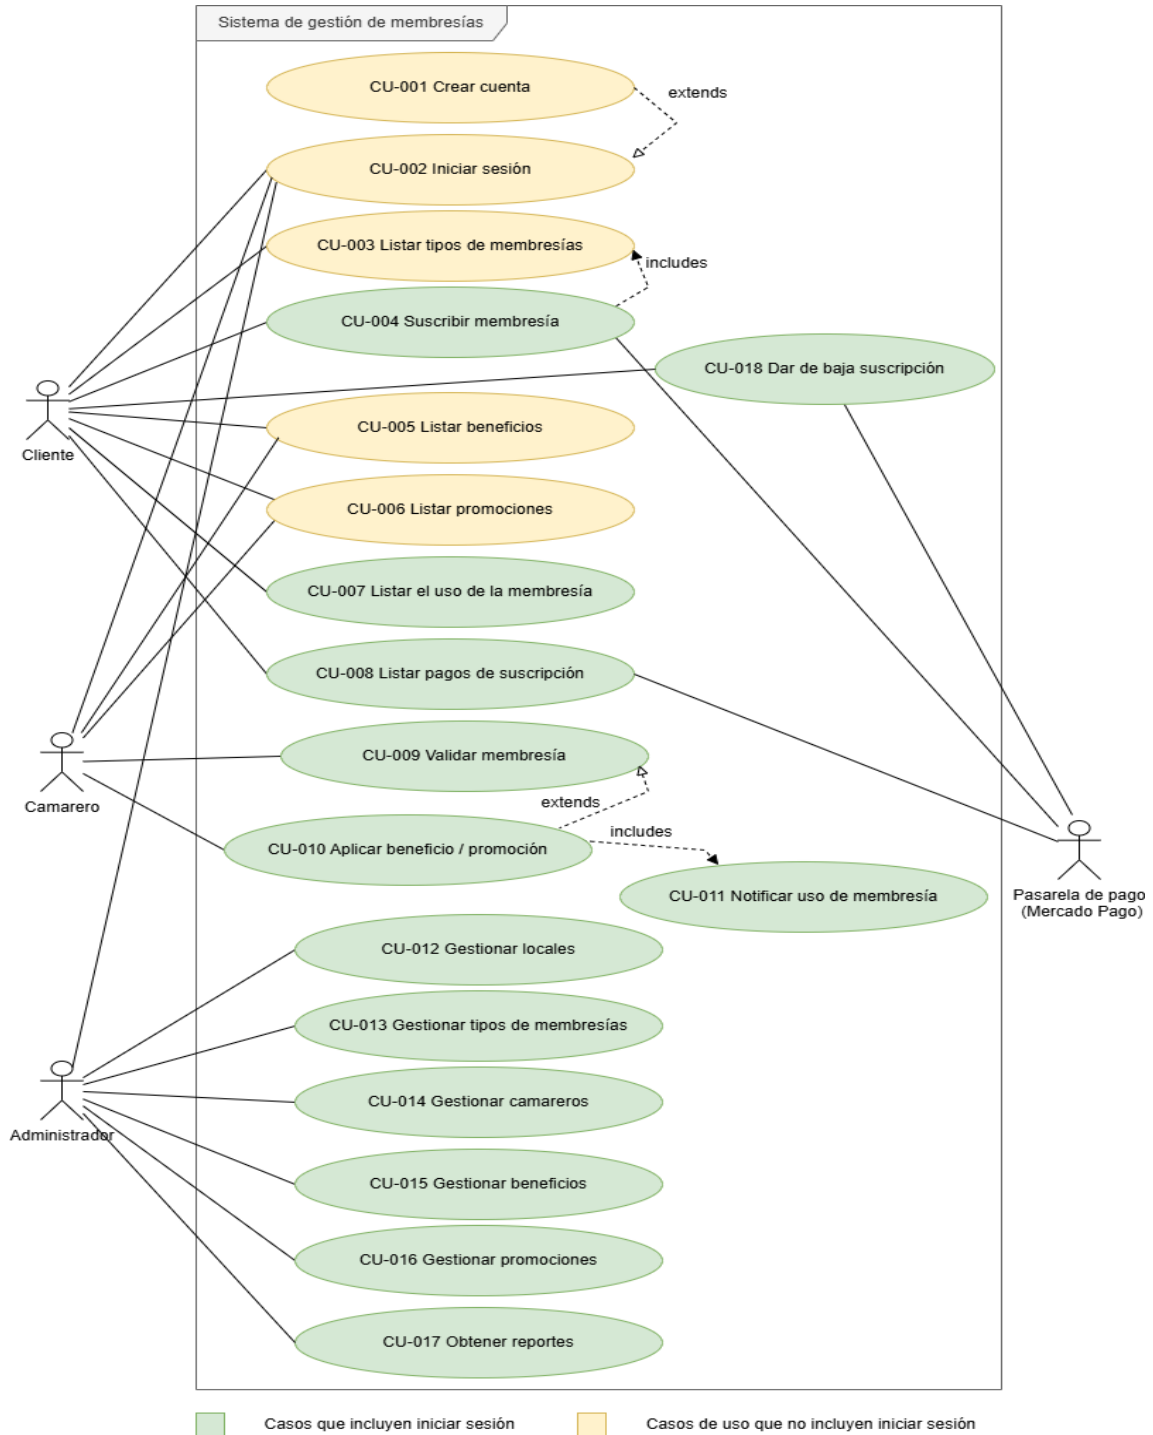 Sistema de gestión de membresías
CU-001 Crear cuenta
extends
CU-002 Iniciar sesión
CU-003 Listar tipos de membresías
includes
CU-004 Suscribir membresía
CU-018 Dar de baja suscripción
Cliente
CU-005 Listar beneficios
CU-006 Listar promociones
CU-007 Listar el uso de la membresía
CU-008 Listar pagos de suscripción
CU-009 Validar membresía
Camarero
extends
includes
CU-010 Aplicar beneficio / promoción
CU-011 Notificar uso de membresía
Pasarela de pago
(Mercado Pago)
CU-012 Gestionar locales
CU-013 Gestionar tipos de membresías
CU-014 Gestionar camareros
Administrador
CU-015 Gestionar beneficios
CU-016 Gestionar promociones
CU-017 Obtener reportes
Casos que incluyen iniciar sesión
Casos de uso que no incluyen iniciar sesión